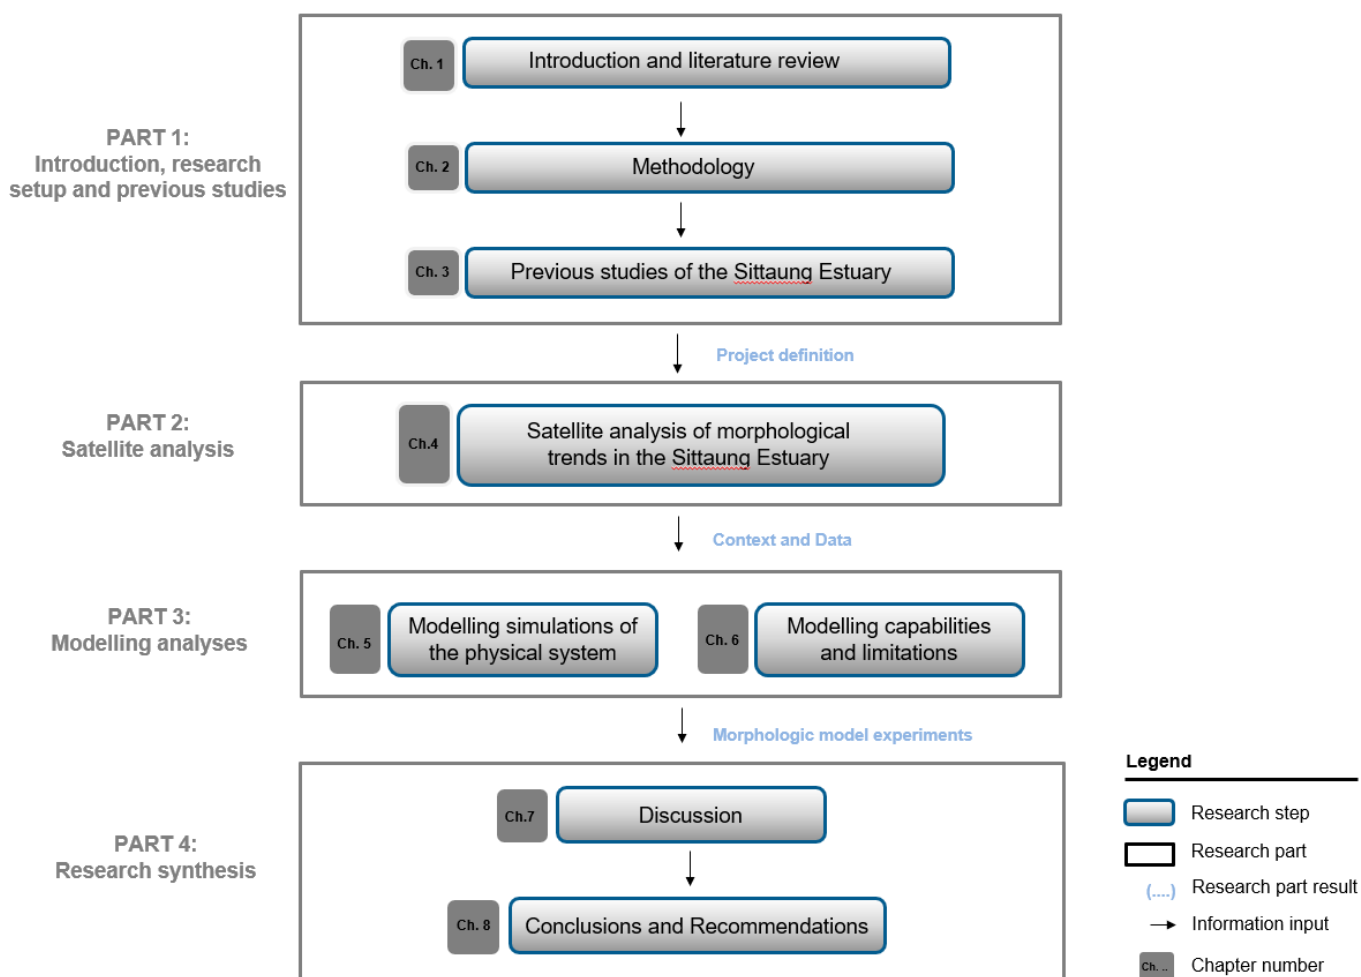 Ch. 1
Introduction and literature review
PART 1:
Introduction, research
setup and previous studies
Ch. 2
Methodology
Ch. 3
Previous studies of the Sittaung Estuary
Project definition
PART 2:
Satellite analysis
Ch.4
Satellite analysis of morphological
trends in the Sittaung Estuary
Context and Data
PART 3:
Modelling analyses
Ch. 5
Modelling simulations of
the physical system
Ch. 6
Modelling capabilities
and limitations
Morphologic model experiments
PART 4:
Research synthesis
Ch.7
Discussion
Ch. 8
Conclusions and Recommendations
Legend
Research step
Research part
(....) Research part result
Information input
Ch. .. Chapter number